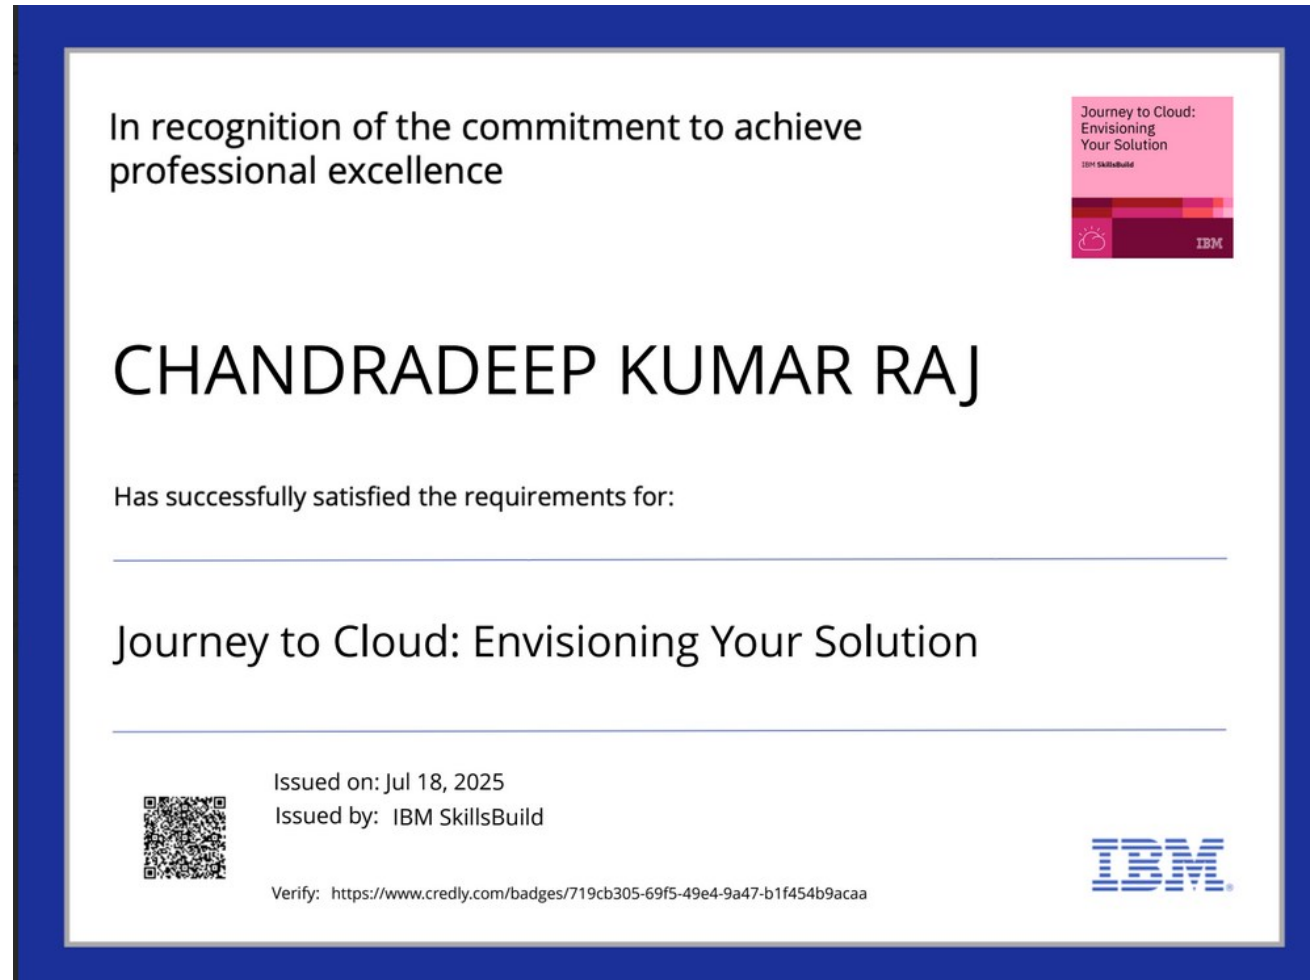 In recognition of the commitment to achieve
professional excellence
Journey to Cloud:
Envisioning
Your Solution
IBM SkillsBuild
IBM
CHANDRADEEP KUMAR RAJ
Has successfully satisfied the requirements for:
Journey to Cloud: Envisioning Your Solution
Issued on: Jul 18, 2025
Issued by: IBM SkillsBuild
IBM.
Verify: https://www.credly.com/badges/719cb305-69f5-49e4-9a47-b1f454b9acaa